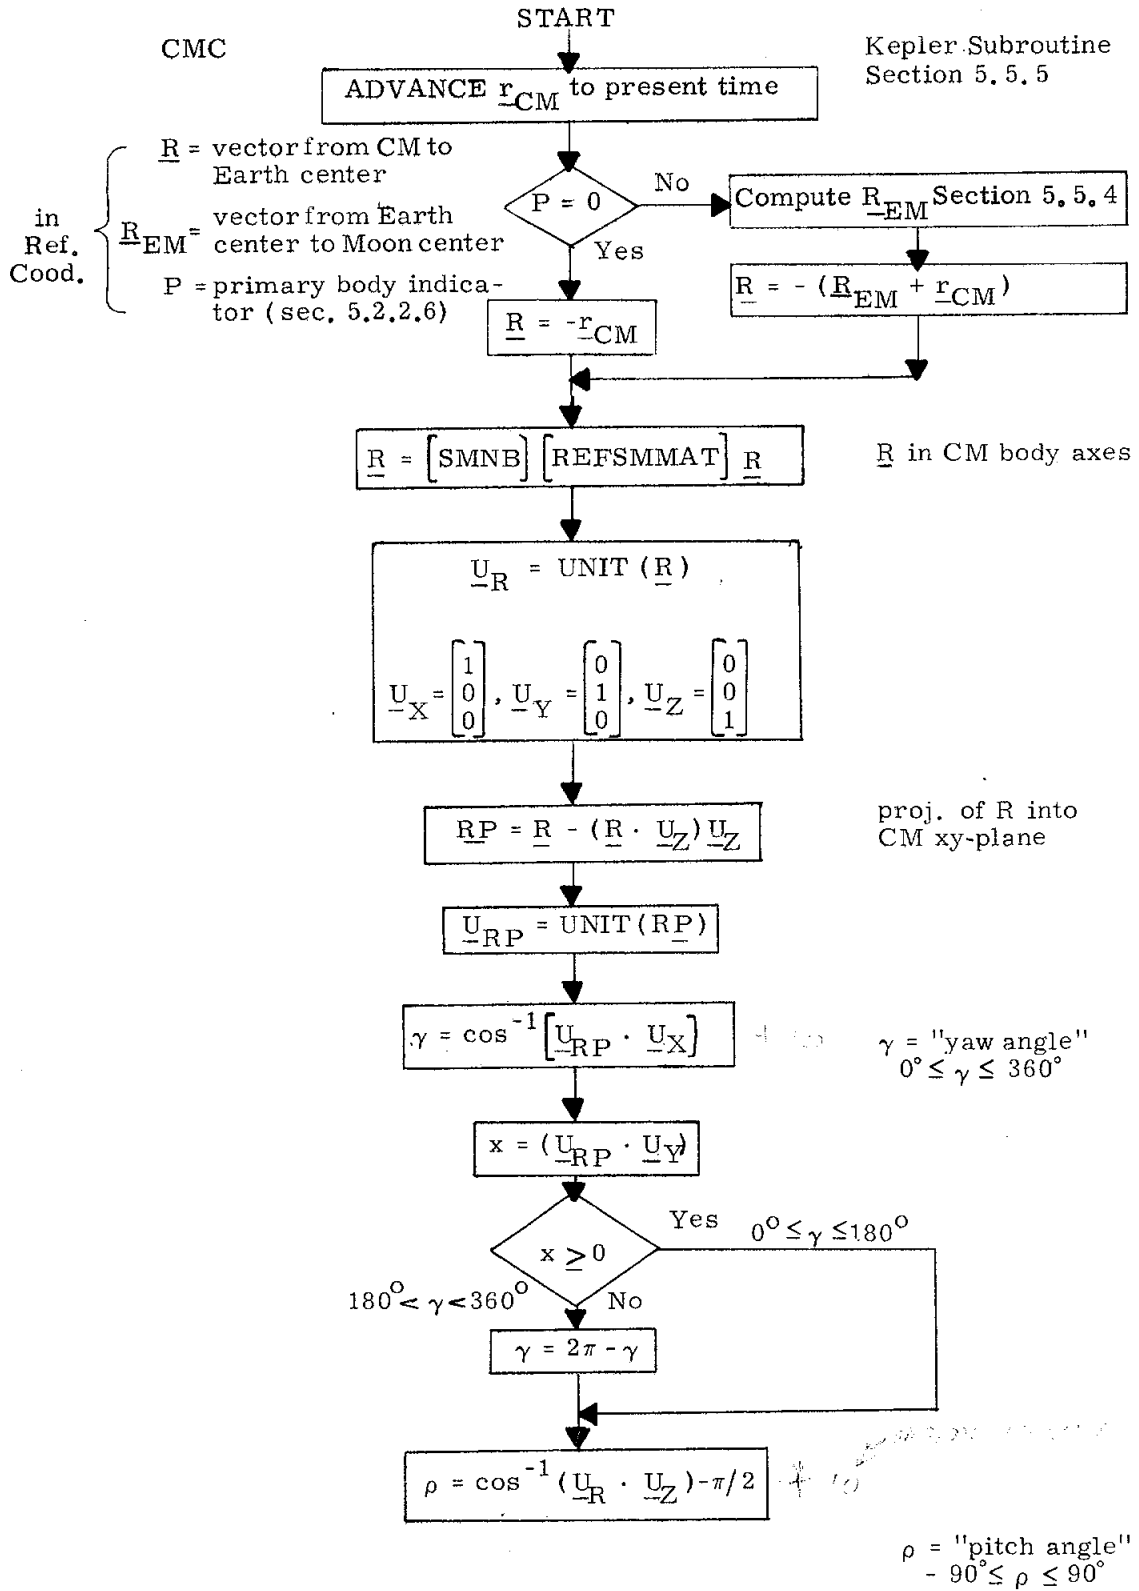 START
CMC
Kepler Subroutine
Section 5.5.5
ADVANCE r_CM to present time
R = vector from CM to
Earth center
R_EM = vector from Earth
center to Moon center
P = primary body indica-
tor (sec. 5.2.2.6)
in
Ref.
Cood.
P = 0
No
Yes
Compute R_EM Section 5.5.4
R = - (R_EM + r_CM)
R = -r_CM
R = [SMNB] [REFSMMAT] R
R in CM body axes
U_R = UNIT (R)
U_X = [1 0 0], U_Y = [0 1 0], U_Z = [0 0 1]
RP = R - (R · U_Z) U_Z
proj. of R into
CM xy-plane
U_RP = UNIT (RP)
γ = cos⁻¹ [U_RP · U_X]
γ = "yaw angle"
0° ≤ γ ≤ 360°
x = (U_RP · U_Y)
x ≥ 0
Yes
0° ≤ γ ≤ 180°
180° < γ < 360°
No
γ = 2π - γ
ρ = cos⁻¹ (U_R · U_Z) - π/2
ρ = "pitch angle"
- 90° ≤ ρ ≤ 90°